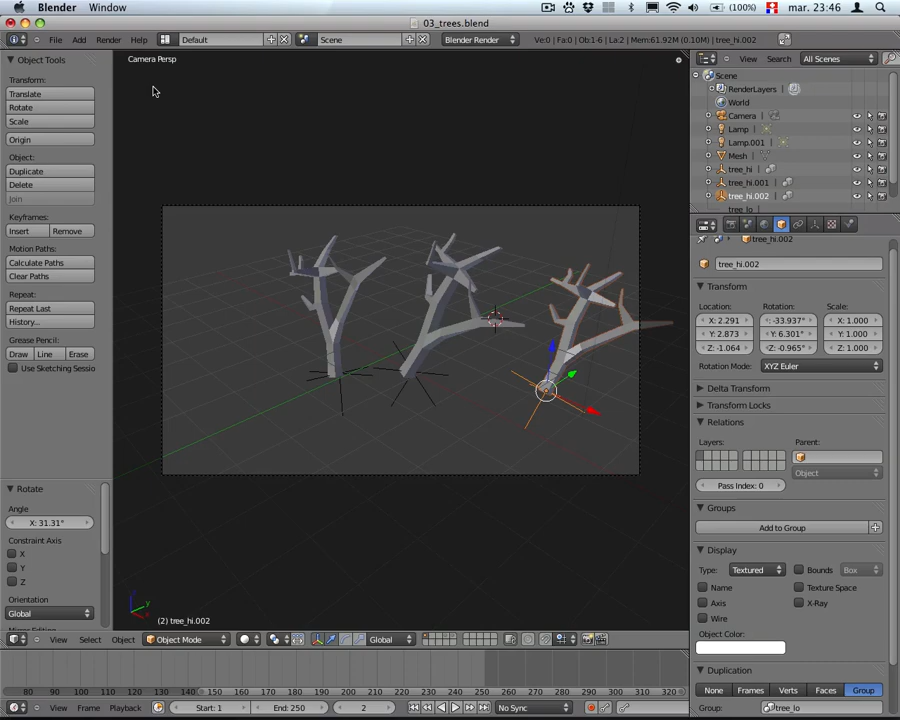 Blender Window
(100%) mar. 23:46
03_trees.blend
File Add Render Help Default Scene Blender Render Ve:0 | Fa:0 | Ob:1-6 | La:2 | Mem:61.92M (0.10M) | tree_hi.002
Object Tools
Transform:
Translate
Rotate
Scale
Origin
Object:
Duplicate
Delete
Join
Keyframes:
Insert Remove
Motion Paths:
Calculate Paths
Clear Paths
Repeat:
Repeat Last
History...
Grease Pencil:
Draw Line Erase
Use Sketching Sessio
Rotate
Angle
X: 31.31°
Constraint Axis
X
Y
Z
Orientation
Global
Camera Persp
(2) tree_hi.002
View Select Object Object Mode Global
80 90 100 110 120 130 140 150 160 170 180 190 200 210 220 230 240 250 260 270 280 290 300 310 320
View Frame Playback Start: 1 End: 250 2 No Sync
View Search All Scenes
Scene
RenderLayers
World
Camera
Lamp
Lamp.001
Mesh
tree_hi
tree_hi.001
tree_hi.002
tree_lo
tree_hi.002
tree_hi.002
Transform
Location: Rotation: Scale:
X: 2.291 : -33.937° X: 1.000
Y: 2.873 Y: 6.301° Y: 1.000
Z: -1.064 Z: -0.965° Z: 1.000
Rotation Mode: XYZ Euler
Delta Transform
Transform Locks
Relations
Layers: Parent:
Object
Pass Index: 0
Groups
Add to Group
Display
Type: Textured Bounds Box
Name Texture Space
Axis X-Ray
Wire
Object Color:
Duplication
None Frames Verts Faces Group
Group: tree_lo